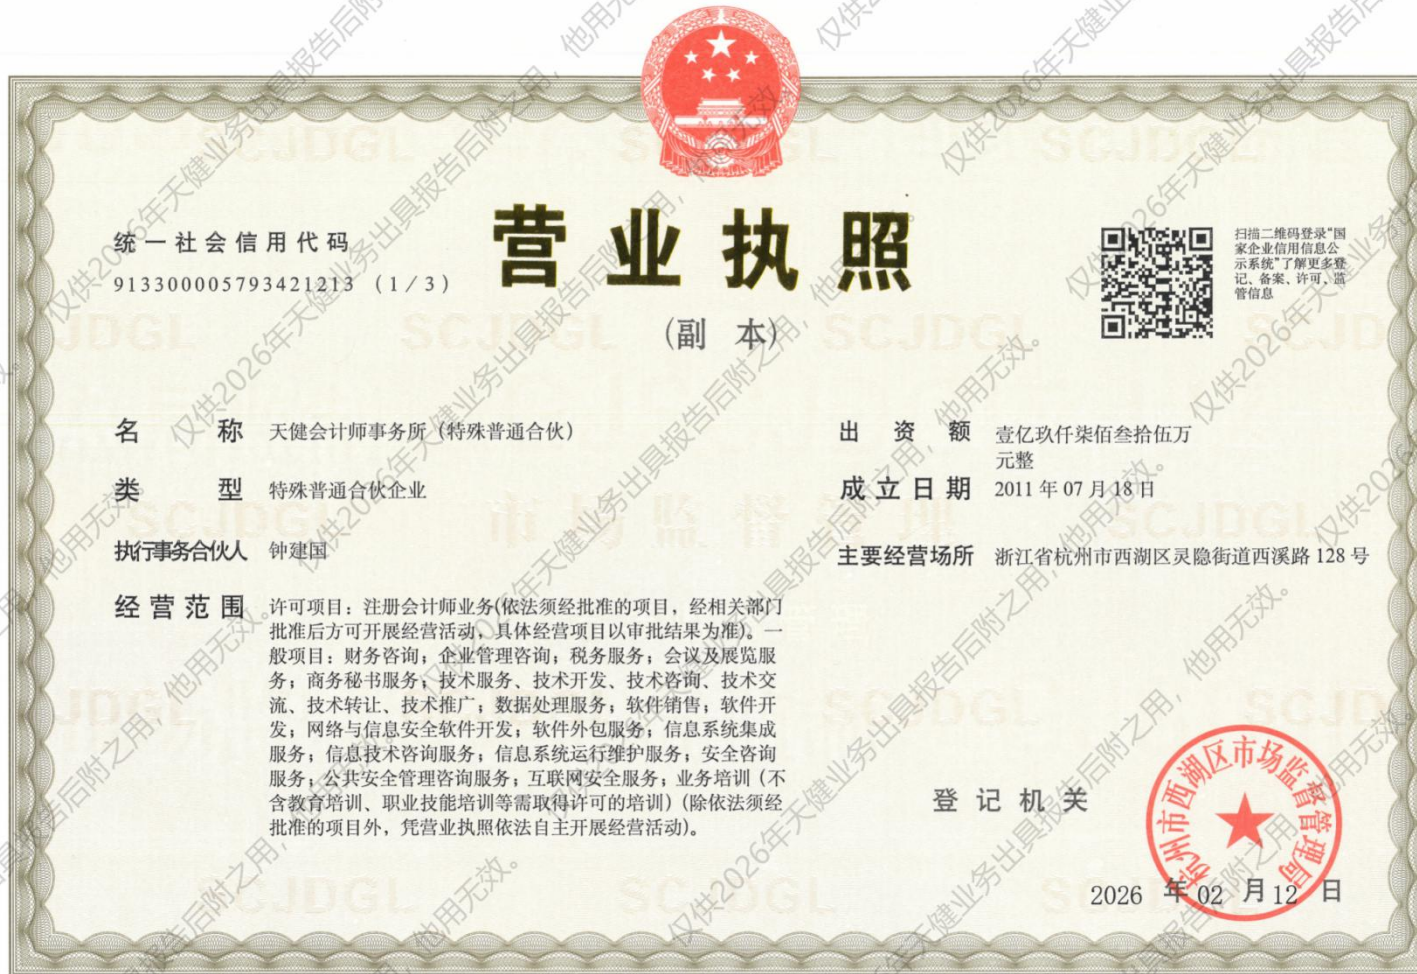 营业执照
(副 本)
统一社会信用代码
913300005793421213 (1/3)
扫描二维码登录"国
家企业信用信息公
示系统"了解更多登
记、备案、许可、监
管信息
名 称 天健会计师事务所 (特殊普通合伙)
类 型 特殊普通合伙企业
执行事务合伙人 钟建国
经营范围 许可项目：注册会计师业务(依法须经批准的项目，经相关部门
批准后方可开展经营活动，具体经营项目以审批结果为准)。一
般项目：财务咨询；企业管理咨询；税务服务；会议及展览服
务；商务秘书服务；技术服务、技术开发、技术咨询、技术交
流、技术转让、技术推广；数据处理服务；软件销售；软件开
发；网络与信息安全软件开发；软件外包服务；信息系统集成
服务；信息技术咨询服务；信息系统运行维护服务；安全咨询
服务；公共安全管理咨询服务；互联网安全服务；业务培训（不
含教育培训、职业技能培训等需取得许可的培训）(除依法须经
批准的项目外，凭营业执照依法自主开展经营活动)。
出资额 壹亿玖仟柒佰叁拾伍万
元整
成立日期 2011年07月18日
主要经营场所 浙江省杭州市西湖区灵隐街道西溪路128号
登记机关
杭州市西湖区市场监督管理局
2026 年 02 月 12 日
仅供2026年天健业务出具报告后附之用，他用无效。
SCJDGL
市场监督管理